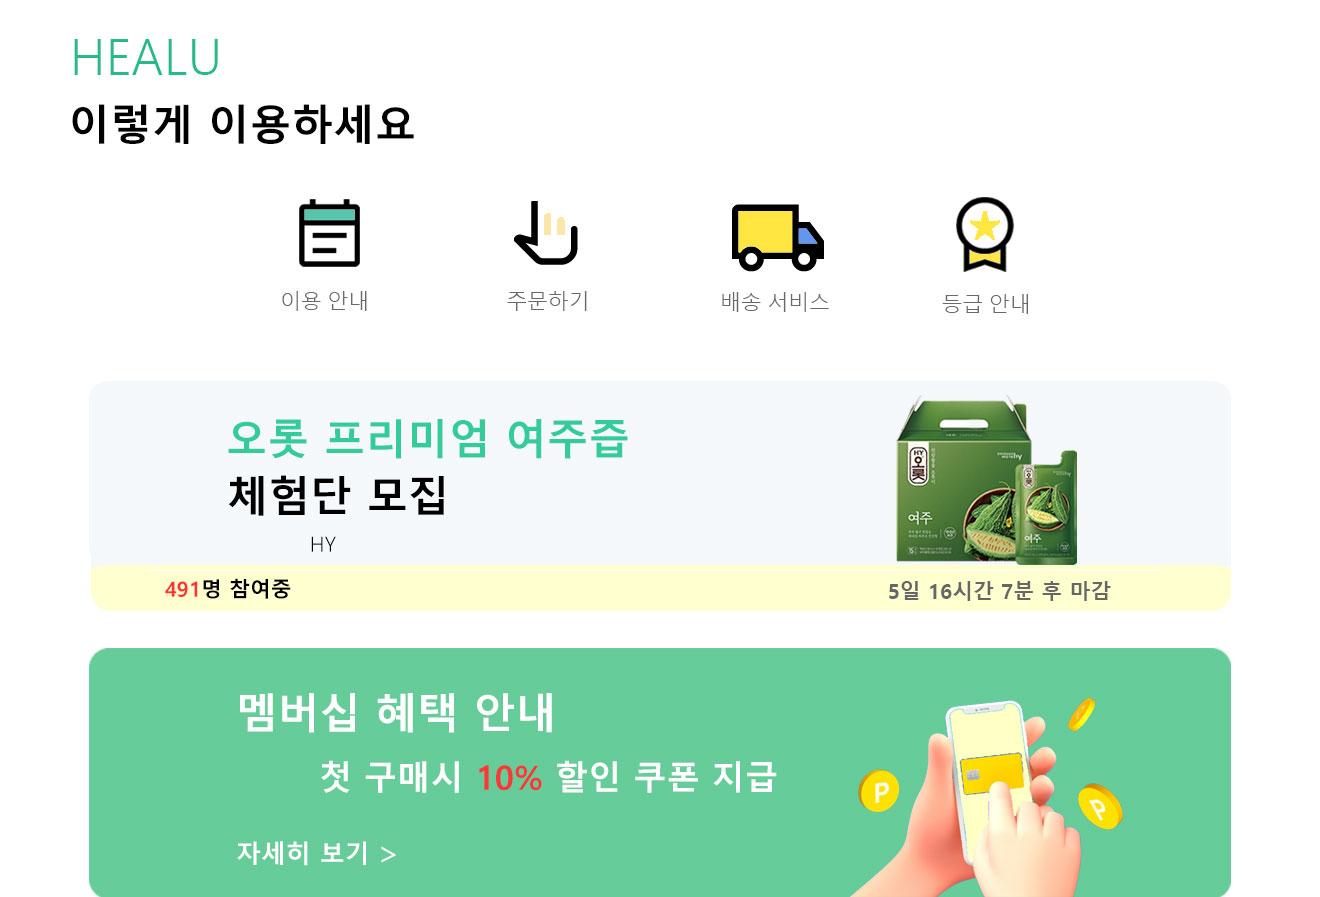 HEALU
이렇게 이용하세요
이용 안내
주문하기
배송 서비스
등급 안내
오롯 프리미엄 여주즙
체험단 모집
HY
HY
오롯
hy
여주
hy
여주
491명 참여중
5일 16시간 7분 후 마감
멤버십 혜택 안내
첫 구매시 10% 할인 쿠폰 지급
P
P
자세히 보기 >